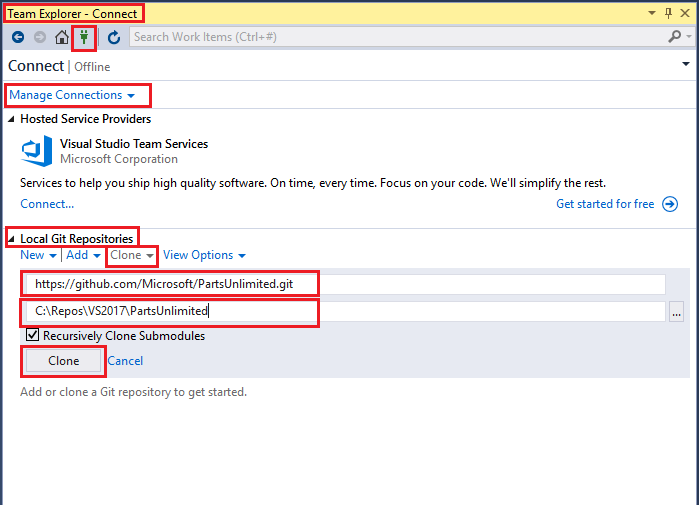 Team Explorer - Connect
Search Work Items (Ctrl+#)
Connect | Offline
Manage Connections
Hosted Service Providers
Visual Studio Team Services
Microsoft Corporation
Services to help you ship high quality software. On time, every time. Focus on your code. We'll simplify the rest.
Connect... Get started for free
Local Git Repositories
New | Add Clone View Options
https://github.com/Microsoft/PartsUnlimited.git
C:\Repos\VS2017\PartsUnlimited
...
Recursively Clone Submodules
Clone Cancel
Add or clone a Git repository to get started.